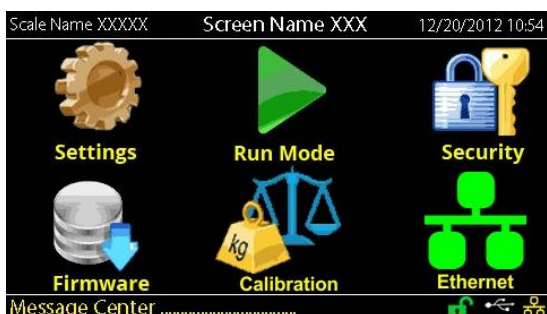 Scale Name XXXXX Screen Name XXX 12/20/2012 10:54
Settings Run Mode Security
kg
Firmware Calibration Ethernet
Message Center ................................